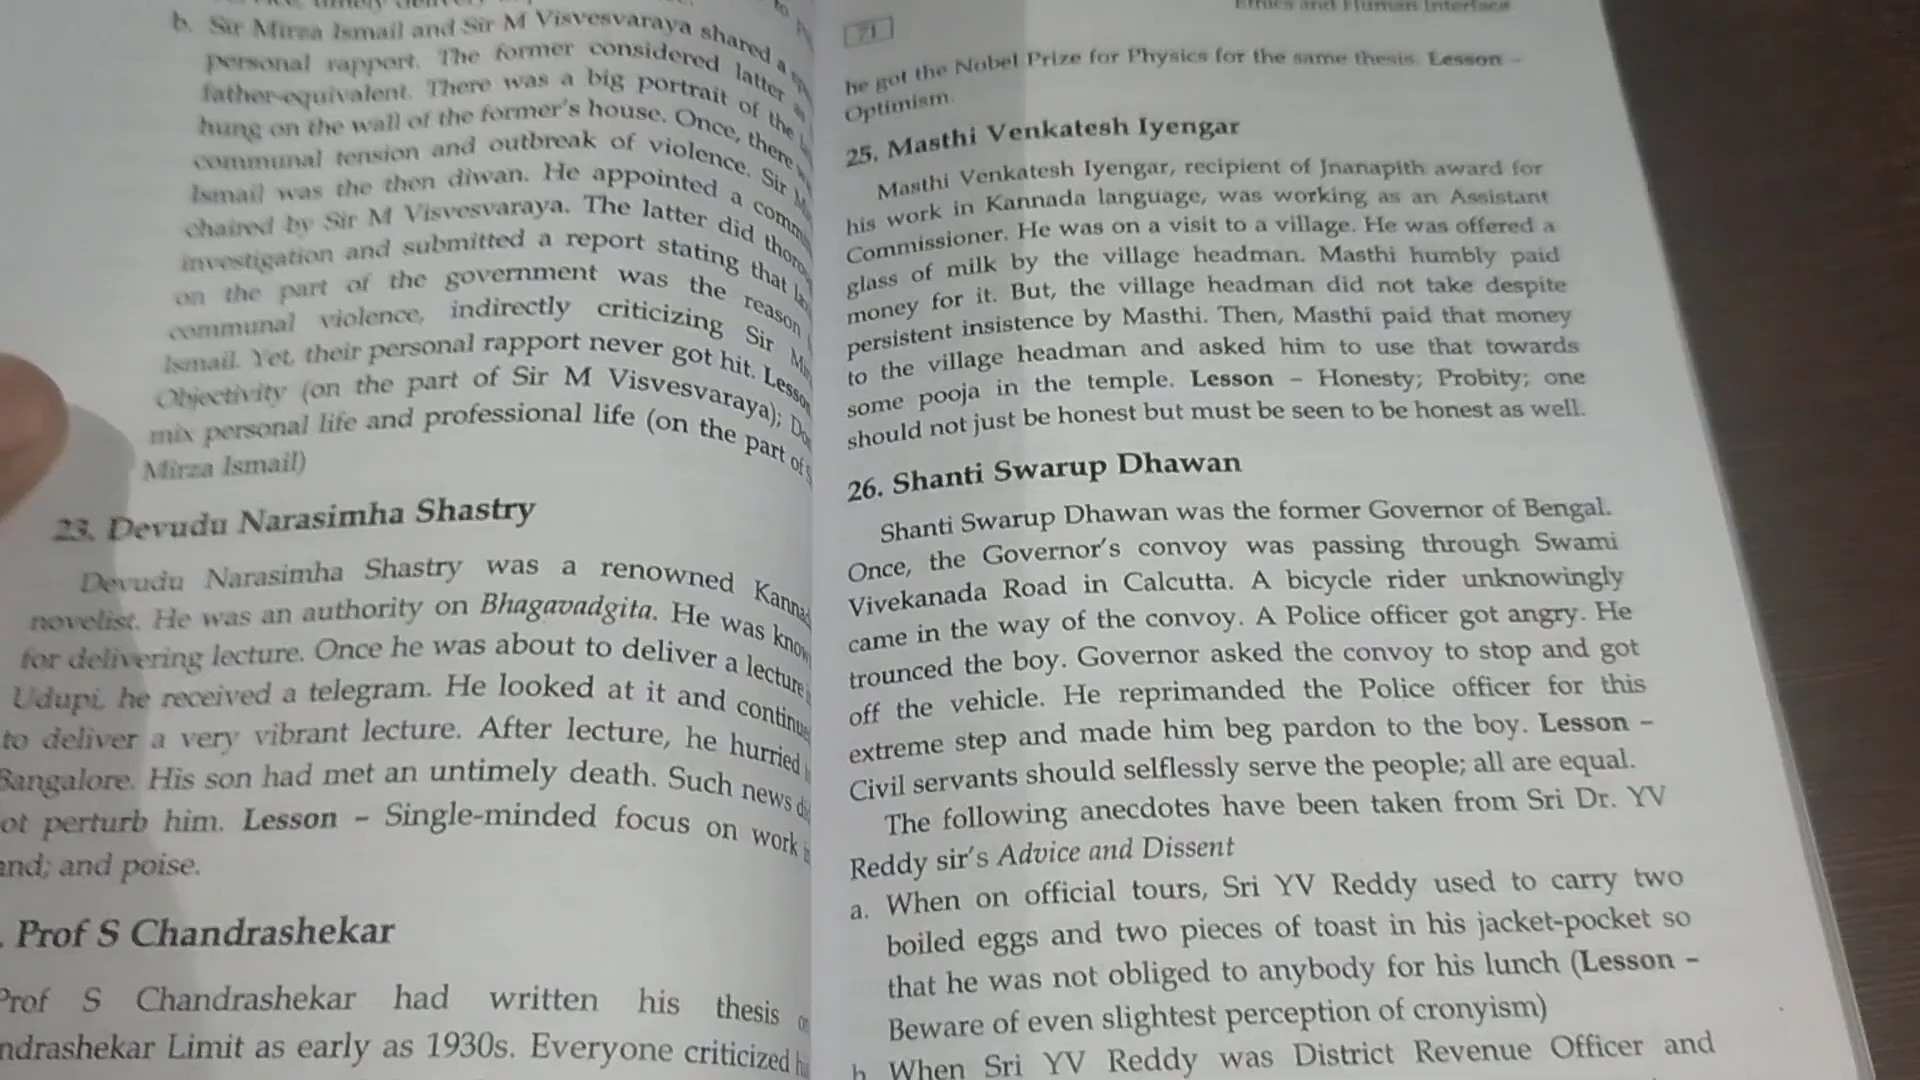 b. Sir Mirza Ismail and Sir M Visvesvaraya shared a
personal rapport. The former considered latter as
father-equivalent. There was a big portrait of the
hung on the wall of the former's house. Once, there
communal tension and outbreak of violence. Sir
Ismail was the then diwan. He appointed a
chaired by Sir M Visvesvaraya. The latter did
investigation and submitted a report stating that
on the part of the government was the reason
communal violence, indirectly criticizing Sir
Ismail. Yet, their personal rapport never got hit. Lesson
Objectivity (on the part of Sir M Visvesvaraya);
mix personal life and professional life (on the part of
Mirza Ismail)
23. Devudu Narasimha Shastry
Devudu Narasimha Shastry was a renowned
novelist. He was an authority on Bhagavadgita. He was
for delivering lecture. Once he was about to deliver a lecture
Udupi, he received a telegram. He looked at it and
to deliver a very vibrant lecture. After lecture, he hurried
Bangalore. His son had met an untimely death. Such news
ot perturb him. Lesson – Single-minded focus on work
and; and poise.
. Prof S Chandrashekar
Prof S Chandrashekar had written his thesis
ndrashekar Limit as early as 1930s. Everyone criticized
71
Ethics and Human Interface
he got the Nobel Prize for Physics for the same thesis. Lesson –
Optimism.
25. Masthi Venkatesh Iyengar
Masthi Venkatesh Iyengar, recipient of Jnanapith award for
his work in Kannada language, was working as an Assistant
Commissioner. He was on a visit to a village. He was offered a
glass of milk by the village headman. Masthi humbly paid
money for it. But, the village headman did not take despite
persistent insistence by Masthi. Then, Masthi paid that money
to the village headman and asked him to use that towards
some pooja in the temple. Lesson – Honesty; Probity; one
should not just be honest but must be seen to be honest as well.
26. Shanti Swarup Dhawan
Shanti Swarup Dhawan was the former Governor of Bengal.
Once, the Governor's convoy was passing through Swami
Vivekanada Road in Calcutta. A bicycle rider unknowingly
came in the way of the convoy. A Police officer got angry. He
trounced the boy. Governor asked the convoy to stop and got
off the vehicle. He reprimanded the Police officer for this
extreme step and made him beg pardon to the boy. Lesson –
Civil servants should selflessly serve the people; all are equal.
The following anecdotes have been taken from Sri Dr. YV
Reddy sir's Advice and Dissent
a. When on official tours, Sri YV Reddy used to carry two
boiled eggs and two pieces of toast in his jacket-pocket so
that he was not obliged to anybody for his lunch (Lesson –
Beware of even slightest perception of cronyism)
b. When Sri YV Reddy was District Revenue Officer and